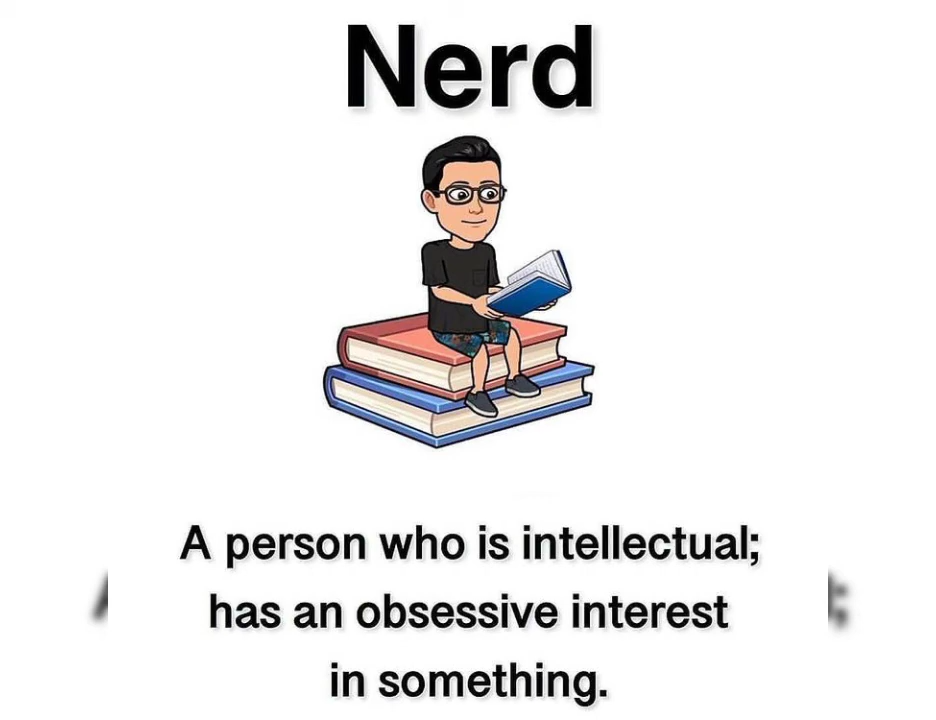 Nerd
A person who is intellectual;
has an obsessive interest
in something.